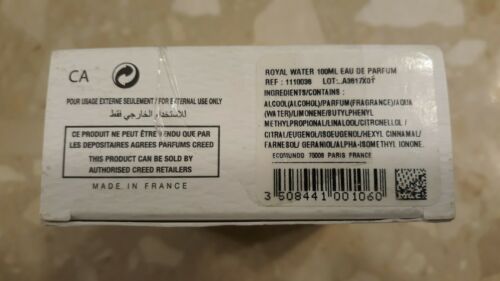 CA
POUR USAGE EXTERNE SEULEMENT / FOR EXTERNAL USE ONLY
للاستخدام الخارجي فقط
CE PRODUIT NE PEUT ÊTRE VENDU QUE PAR
LES DEPOSITAIRES AGREES PARFUMS CREED
THIS PRODUCT CAN BE SOLD BY
AUTHORISED CREED RETAILERS
MADE IN FRANCE
ROYAL WATER 100ML EAU DE PARFUM
REF : 1110036 LOT:
INGREDIENTS/CONTAINS :
ALCOOL(ALCOHOL)/PARFUM(FRAGRANCE)/AQUA
(WATER)/LIMONENE/BUTYLPHENYL
METHYLPROPIONAL/LINALOOL/CITRONELLOL /
CITRAL/EUGENOL/ISOEUGENOL/HEXYL CINNAMAL/
FARNESOL/ GERANIOL/ALPHA-ISOMETHYL IONONE.
ECOMUNDO 75008 PARIS FRANCE
3 508441 001060